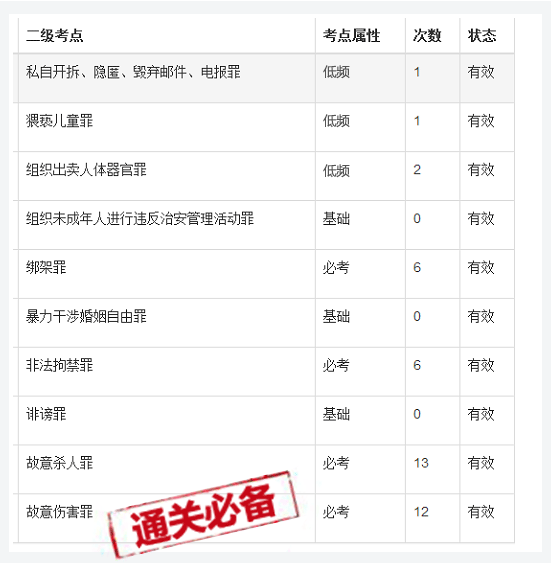 二级考点 考点属性 次数 状态
私自开拆、隐匿、毁弃邮件、电报罪 低频 1 有效
猥亵儿童罪 低频 1 有效
组织出卖人体器官罪 低频 2 有效
组织未成年人进行违反治安管理活动罪 基础 0 有效
绑架罪 必考 6 有效
暴力干涉婚姻自由罪 基础 0 有效
非法拘禁罪 必考 6 有效
诽谤罪 基础 0 有效
故意杀人罪 必考 13 有效
故意伤害罪 必考 12 有效
通关必备